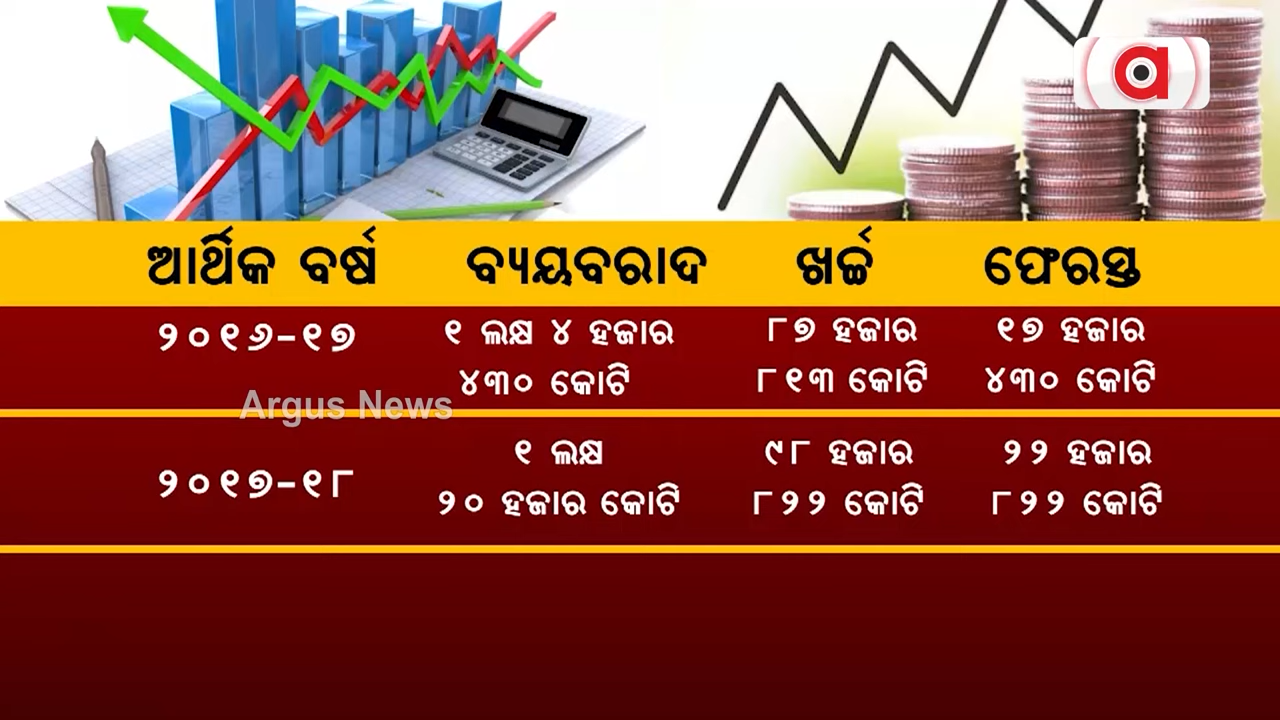 ଆର୍ଥିକ ବର୍ଷ ବ୍ୟୟବରାଦ ଖର୍ଚ୍ଚ ଫେରସ୍ତ
୨୦୧୬-୧୭ ୧ ଲକ୍ଷ ୪ ହଜାର ୮୭ ହଜାର ୧୭ ହଜାର
୪୩୦ କୋଟି ୮୧୩ କୋଟି ୪୩୦ କୋଟି
Argus News
୧ ଲକ୍ଷ ୯୮ ହଜାର ୨୨ ହଜାର
୨୦୧୭-୧୮ ୨୦ ହଜାର କୋଟି ୮୨୨ କୋଟି ୮୨୨ କୋଟି